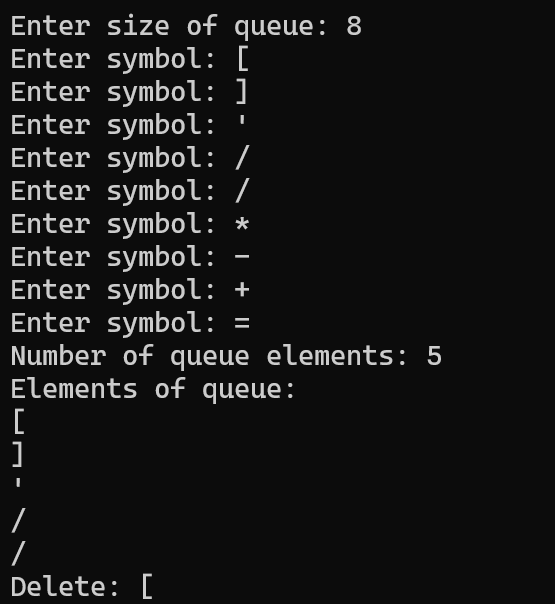 Enter size of queue: 8
Enter symbol: [
Enter symbol: ]
Enter symbol: '
Enter symbol: /
Enter symbol: /
Enter symbol: *
Enter symbol: -
Enter symbol: +
Enter symbol: =
Number of queue elements: 5
Elements of queue:
[
]
'
/
/
Delete: [